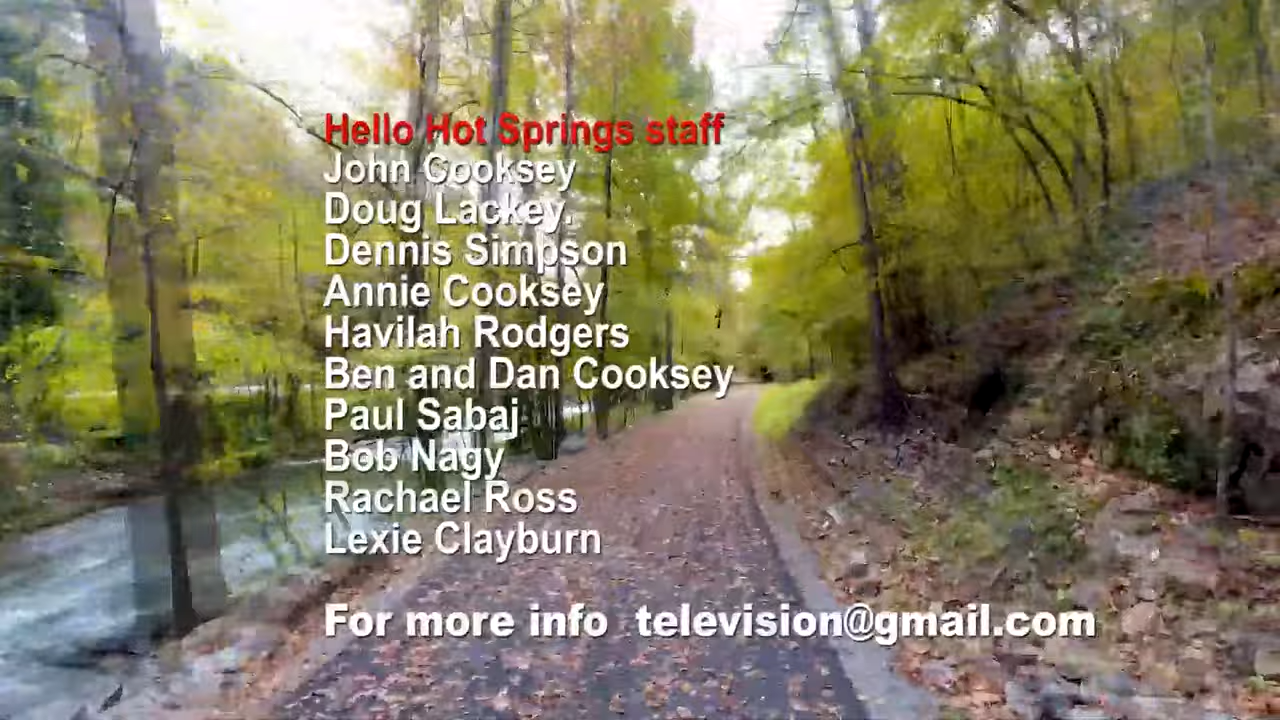 Hello Hot Springs staff
John Cooksey
Doug Lackey.
Dennis Simpson
Annie Cooksey
Havilah Rodgers
Ben and Dan Cooksey
Paul Sabaj
Bob Nagy
Rachael Ross
Lexie Clayburn
For more info television@gmail.com